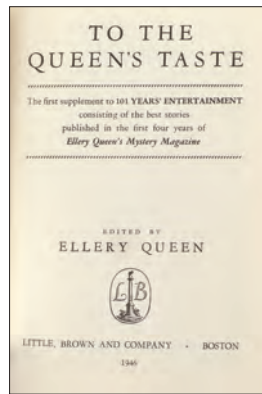 TO THE
QUEEN'S TASTE
The first supplement to 101 YEARS' ENTERTAINMENT
consisting of the best stories
published in the first four years of
Ellery Queen's Mystery Magazine
EDITED BY
ELLERY QUEEN
L B
LITTLE, BROWN AND COMPANY · BOSTON
1946